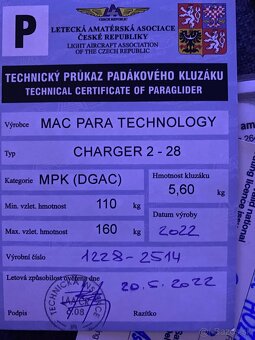 CZECH REPUBLIC
P
LETECKÁ AMATÉRSKÁ ASOCIACE
ČESKÉ REPUBLIKY
LIGHT AIRCRAFT ASSOCIATION
OF THE CZECH REPUBLIC
TECHNICKÝ PRŮKAZ PADÁKOVÉHO KLUZÁKU
TECHNICAL CERTIFICATE OF PARAGLIDER
Výrobce MAC PARA TECHNOLOGY
Typ CHARGER 2 - 28
Kategorie MPK (DGAC) Hmotnost kluzáku
5,60 kg
Min. vzlet. hmotnost 110 kg Datum výroby
Max. vzlet. hmotnost 160 kg 2022
Výrobní číslo 1228-2514
Letová způsobilost ověřena dne 20.5.2022
TECHNICKÁ
Podpis Razítko